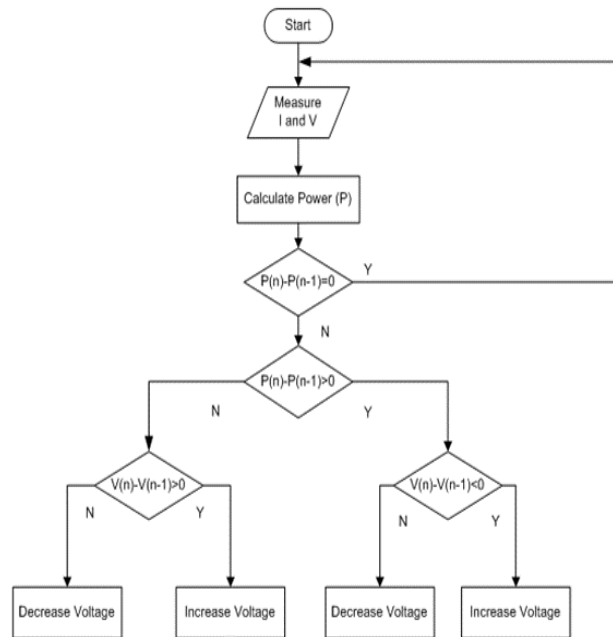 Start
Measure
I and V
Calculate Power (P)
P(n)-P(n-1)=0
Y
N
P(n)-P(n-1)>0
N
Y
V(n)-V(n-1)>0
N
Y
V(n)-V(n-1)<0
N
Y
Decrease Voltage
Increase Voltage
Decrease Voltage
Increase Voltage